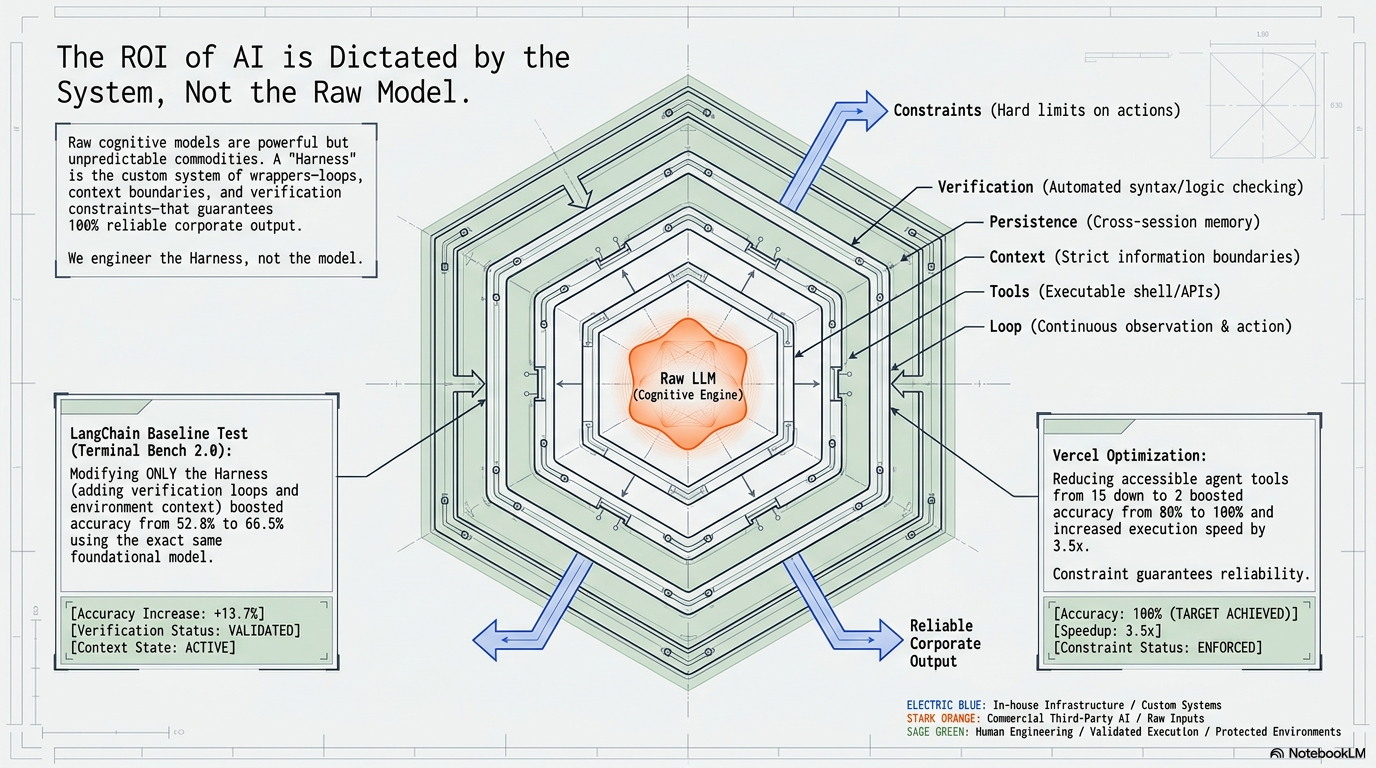 The ROI of AI is Dictated by the
System, Not the Raw Model.
Raw cognitive models are powerful but
unpredictable commodities. A "Harness"
is the custom system of wrappers—loops,
context boundaries, and verification
constraints—that guarantees
100% reliable corporate output.
We engineer the Harness, not the model.
1.90
630
Constraints (Hard limits on actions)
Verification (Automated syntax/logic checking)
Persistence (Cross-session memory)
Context (Strict information boundaries)
Tools (Executable shell/APIs)
Loop (Continuous observation & action)
Raw LLM
(Cognitive Engine)
LangChain Baseline Test
(Terminal Bench 2.0):
Modifying ONLY the Harness
(adding verification loops and
environment context) boosted
accuracy from 52.8% to 66.5%
using the exact same
foundational model.
[Accuracy Increase: +13.7%]
[Verification Status: VALIDATED]
[Context State: ACTIVE]
Vercel Optimization:
Reducing accessible agent tools
from 15 down to 2 boosted
accuracy from 80% to 100% and
increased execution speed by
3.5x.
Constraint guarantees reliability.
[Accuracy: 100% (TARGET ACHIEVED)]
[Speedup: 3.5x]
[Constraint Status: ENFORCED]
Reliable
Corporate
Output
ELECTRIC BLUE: In-house Infrastructure / Custom Systems
STARK ORANGE: Commercial Third-Party AI / Raw Inputs
SAGE GREEN: Human Engineering / Validated Execution / Protected Environments
NotebookLM